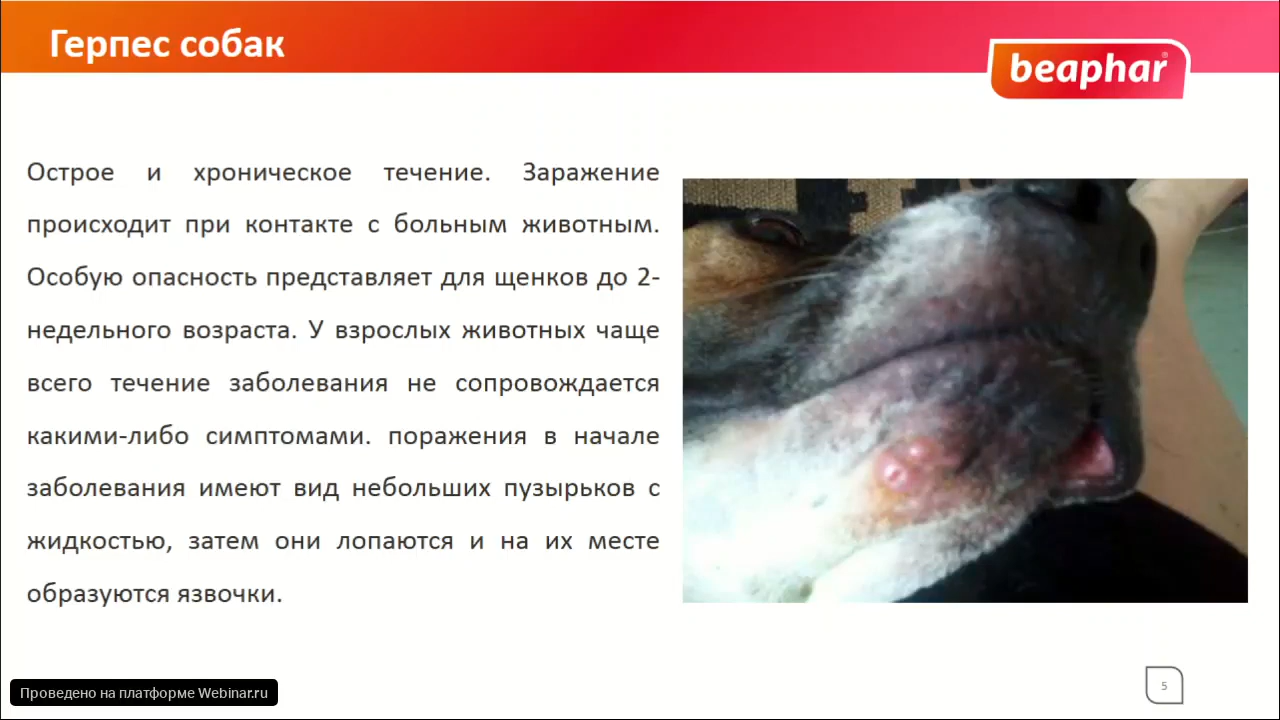 Герпес собак
beaphar
Острое и хроническое течение. Заражение
происходит при контакте с больным животным.
Особую опасность представляет для щенков до 2-
недельного возраста. У взрослых животных чаще
всего течение заболевания не сопровождается
какими-либо симптомами. поражения в начале
заболевания имеют вид небольших пузырьков с
жидкостью, затем они лопаются и на их месте
образуются язвочки.
Проведено на платформе Webinar.ru
5